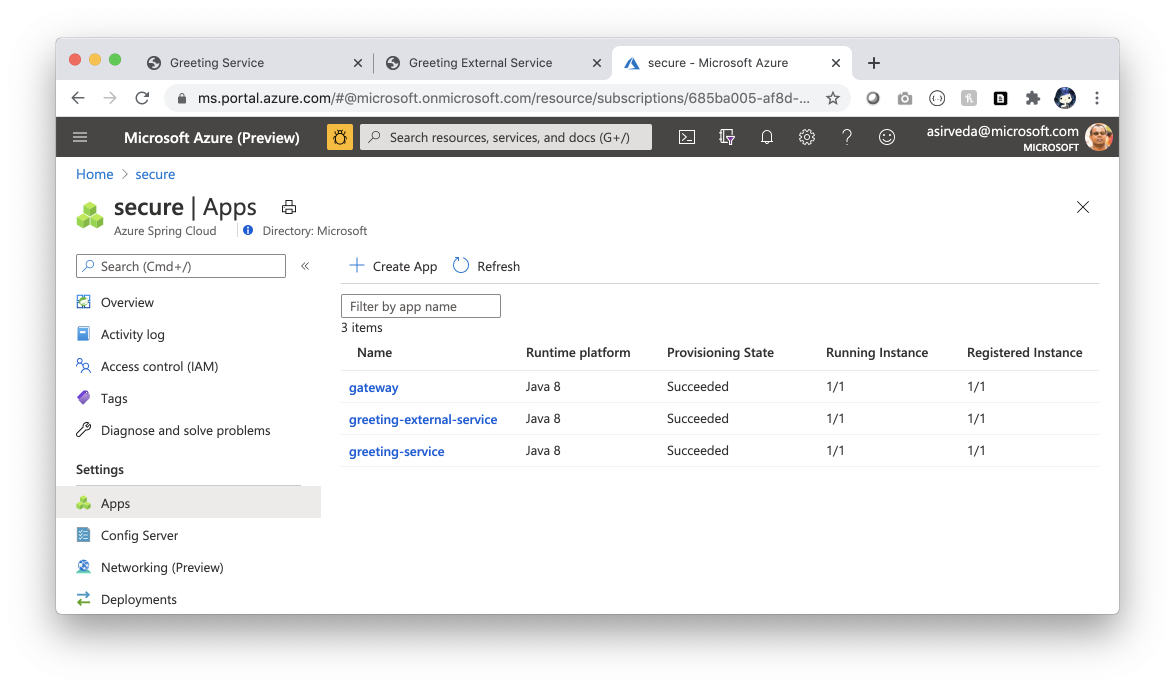 Greeting Service
Greeting External Service
secure - Microsoft Azure
ms.portal.azure.com/#@microsoft.onmicrosoft.com/resource/subscriptions/685ba005-af8d-...
Microsoft Azure (Preview)
Search resources, services, and docs (G+/)
asirveda@microsoft.com
MICROSOFT
Home > secure
secure | Apps
Azure Spring Cloud
Directory: Microsoft
Search (Cmd+/)
«
Overview
Activity log
Access control (IAM)
Tags
Diagnose and solve problems
Settings
Apps
Config Server
Networking (Preview)
Deployments
Create App
Refresh
Filter by app name
3 items
Name Runtime platform Provisioning State Running Instance Registered Instance
gateway Java 8 Succeeded 1/1 1/1
greeting-external-service Java 8 Succeeded 1/1 1/1
greeting-service Java 8 Succeeded 1/1 1/1